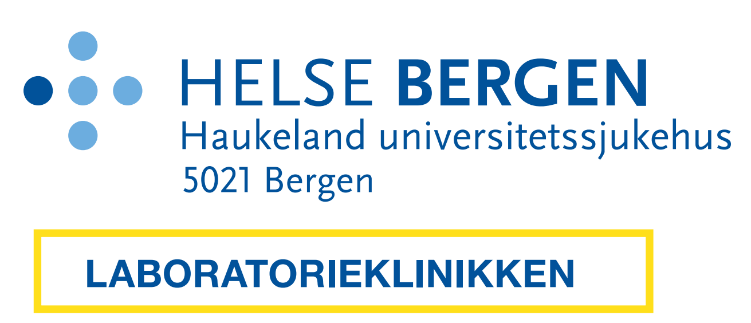 HELSE BERGEN
Haukeland universitetssjukehus
5021 Bergen
LABORATORIEKLINIKKEN